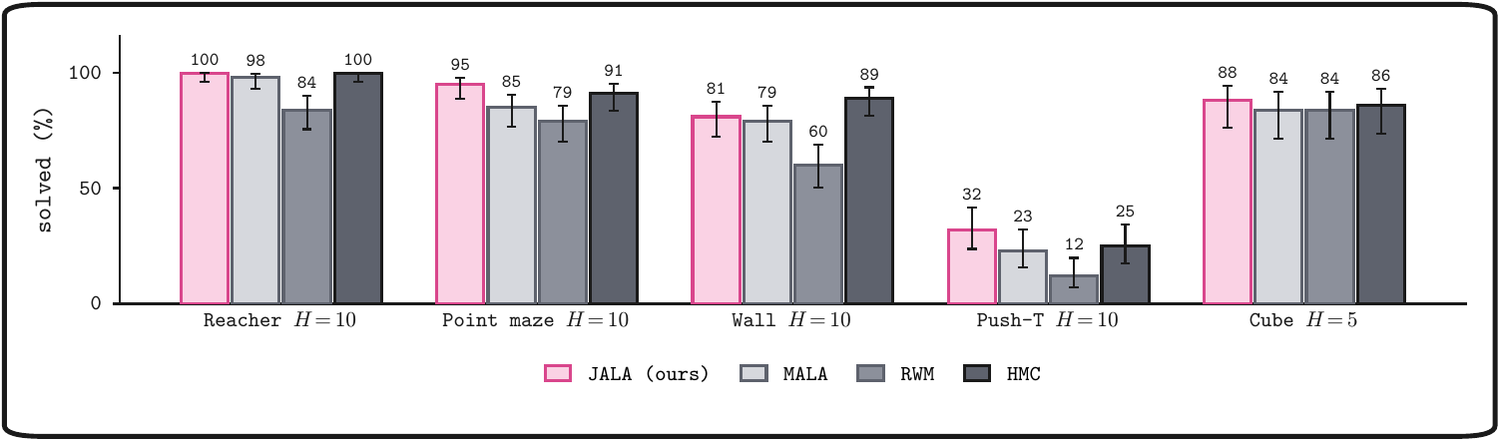 100 98 84 100 95 85 79 91 81 79 60 89 32 23 12 25 88 84 84 86
solved (%)
100
50
0
Reacher H=10 Point maze H=10 Wall H=10 Push-T H=10 Cube H=5
JALA (ours) MALA RWM HMC